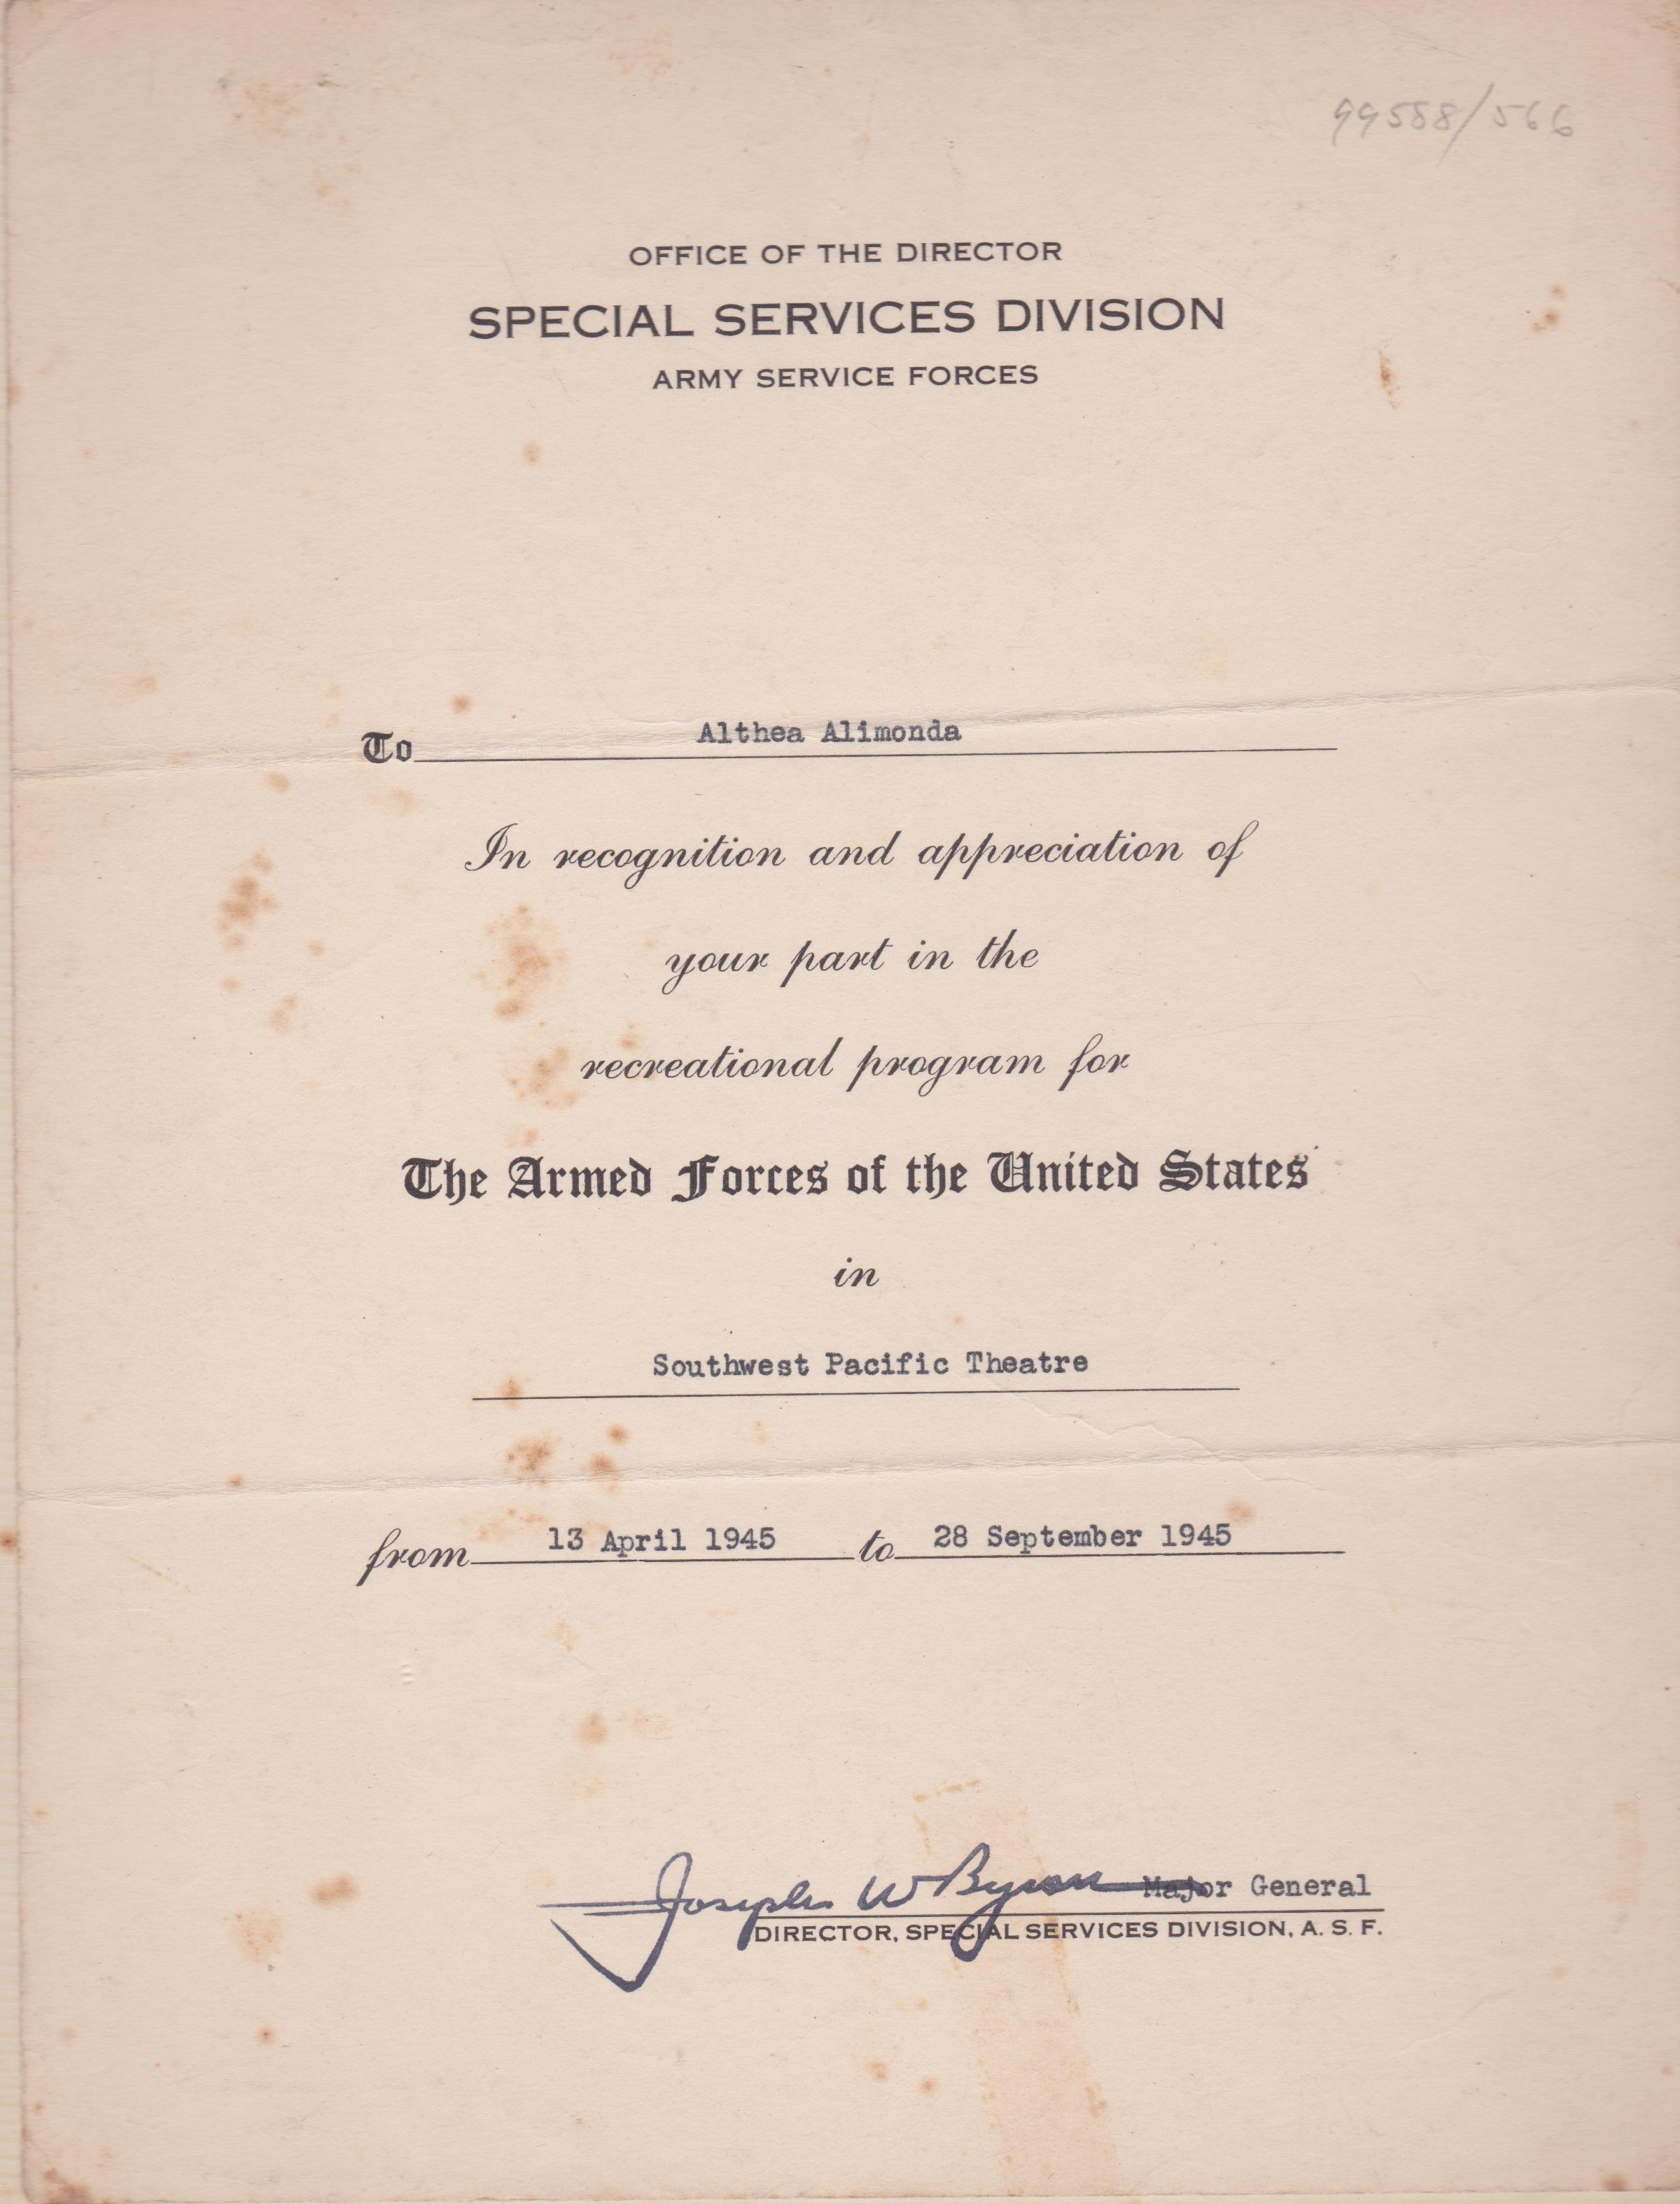 99588/566
OFFICE OF THE DIRECTOR
SPECIAL SERVICES DIVISION
ARMY SERVICE FORCES
To Althea Alimonda
In recognition and appreciation of
your part in the
recreational program for
The Armed Forces of the United States
in
Southwest Pacific Theatre
from 13 April 1945 to 28 September 1945
Joseph W Byron Major General
DIRECTOR, SPECIAL SERVICES DIVISION, A. S. F.